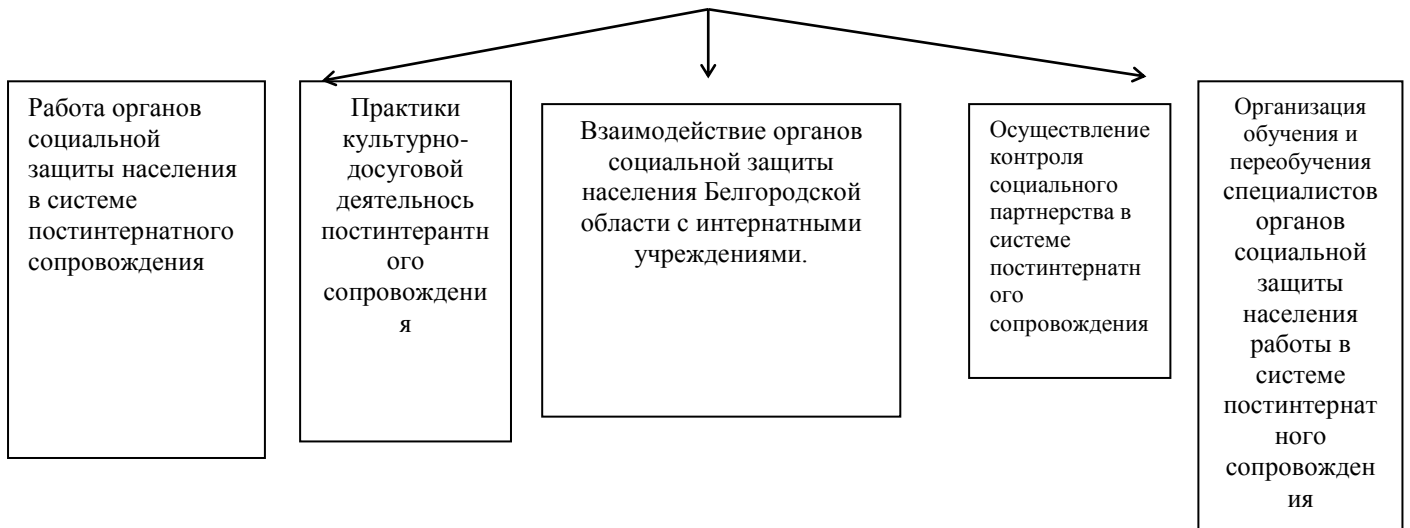 Работа органов
социальной
защиты населения
в системе
постинтернатного
сопровождения
Практики
культурно-
досуговой
деятельнось
постинтерантн
ого
сопровождени
я
Взаимодействие органов
социальной защиты
населения Белгородской
области с интернатными
учреждениями.
Осуществление
контроля
социального
партнерства в
системе
постинтернатн
ого
сопровождения
Организация
обучения и
переобучения
специалистов
органов
социальной
защиты
населения
работы в
системе
постинтернат
ного
сопровожден
ия